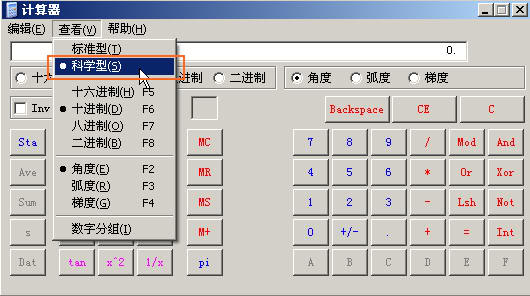 计算器
编辑(E) 查看(V) 帮助(H)
0.
标准型(T)
科学型(S)
十六进制(H) F5
十进制(D) F6
八进制(O) F7
二进制(B) F8
角度(E) F2
弧度(R) F3
梯度(G) F4
数字分组(I)
十 进制 二进制 角度 弧度 梯度
Inv
Backspace CE C
Sta MC 7 8 9 / Mod And
Ave MR 4 5 6 * Or Xor
Sum MS 1 2 3 - Lsh Not
s M+ 0 +/- . + = Int
Dat tan x^2 1/x pi A B C D E F